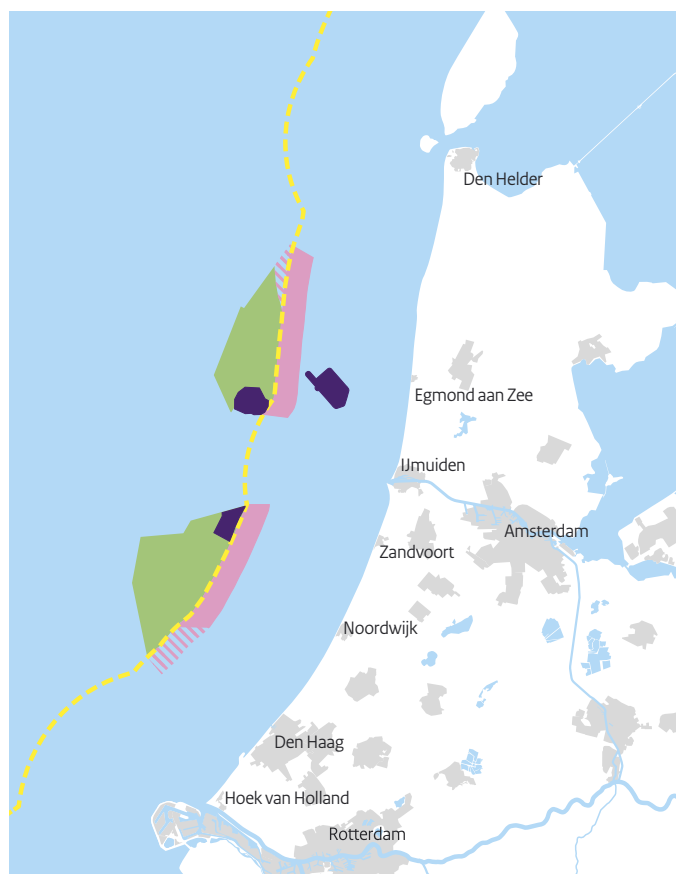 Den Helder
Egmond aan Zee
IJmuiden
Amsterdam
Zandvoort
Noordwijk
Den Haag
Hoek van Holland
Rotterdam